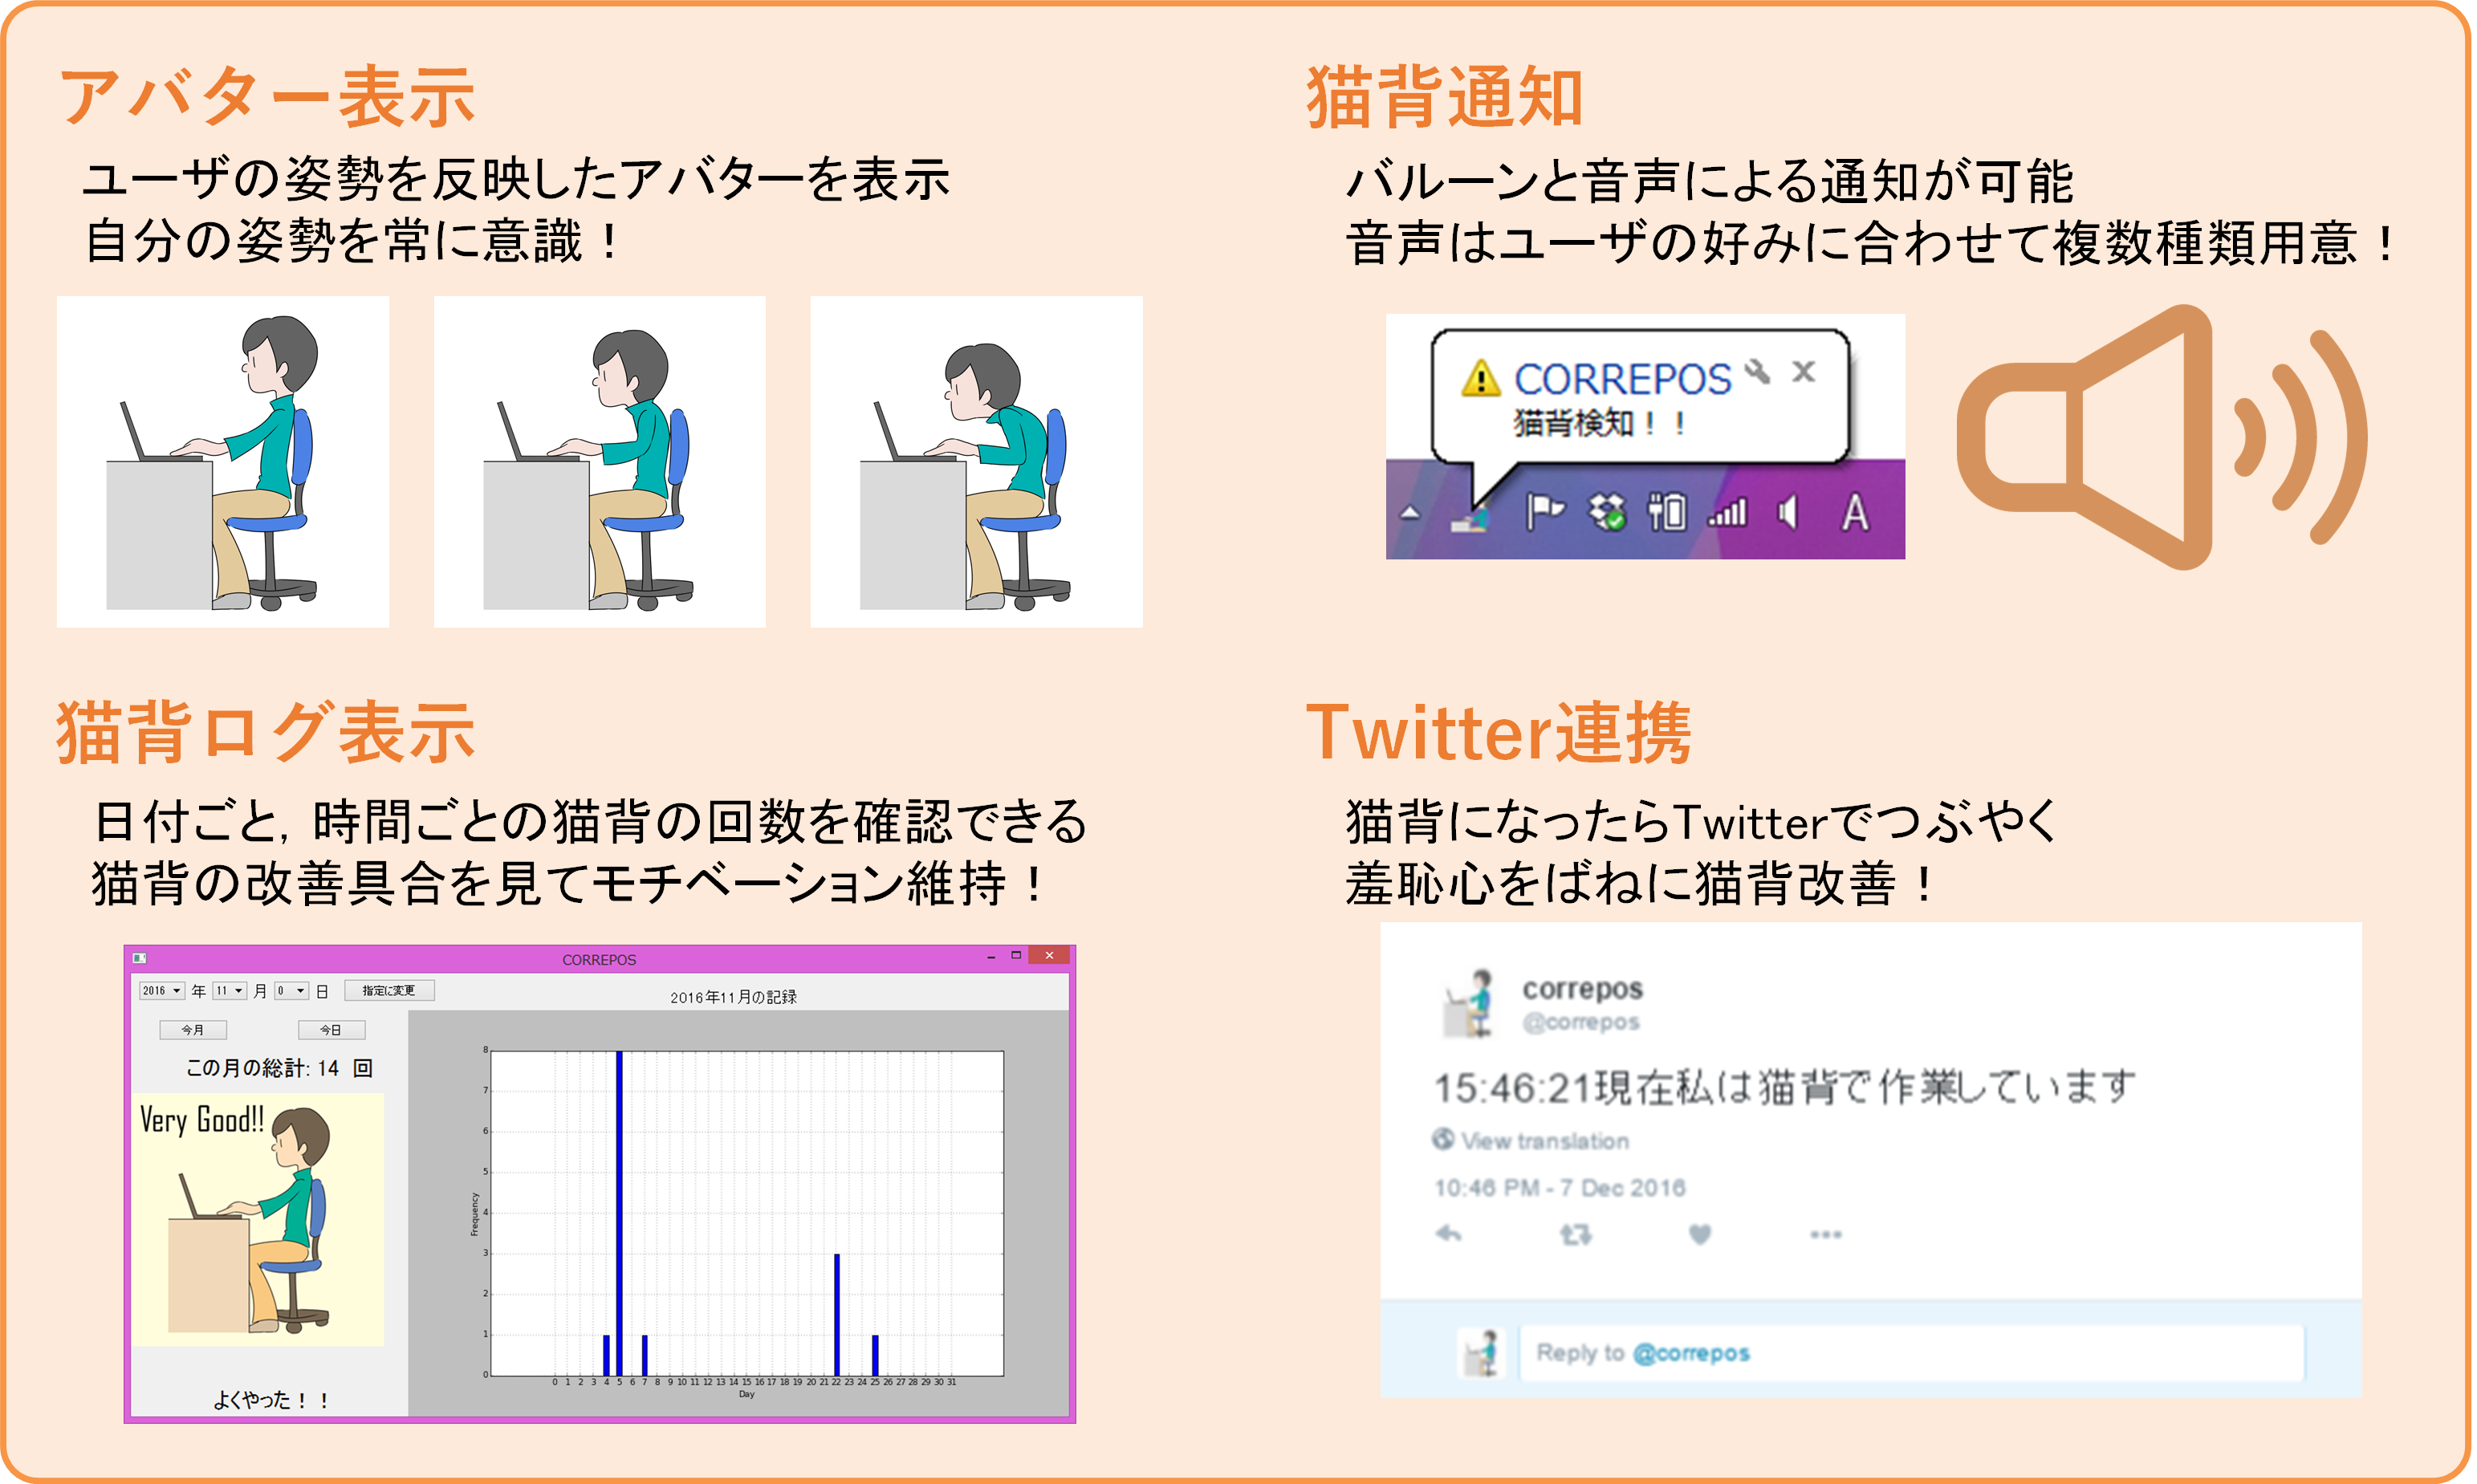 アバター表示
ユーザの姿勢を反映したアバターを表示
自分の姿勢を常に意識！
猫背通知
バルーンと音声による通知が可能
音声はユーザの好みに合わせて複数種類用意！
CORREPOS
猫背検知！！
A
猫背ログ表示
日付ごと，時間ごとの猫背の回数を確認できる
猫背の改善具合を見てモチベーション維持！
CORREPOS
2016 年 11 月 0 日 指定に変更
2016年11月の記録
今月 今日
この月の総計: 14 回
Very Good!!
よくやった！！
8
7
6
5
4
3
2
1
0
Frequency
0 1 2 3 4 5 6 7 8 9 10 11 12 13 14 15 16 17 18 19 20 21 22 23 24 25 26 27 28 29 30 31
Day
Twitter連携
猫背になったらTwitterでつぶやく
羞恥心をばねに猫背改善！
correpos
@correpos
15:46:21現在私は猫背で作業しています
View translation
10:46 PM - 7 Dec 2016
Reply to @correpos